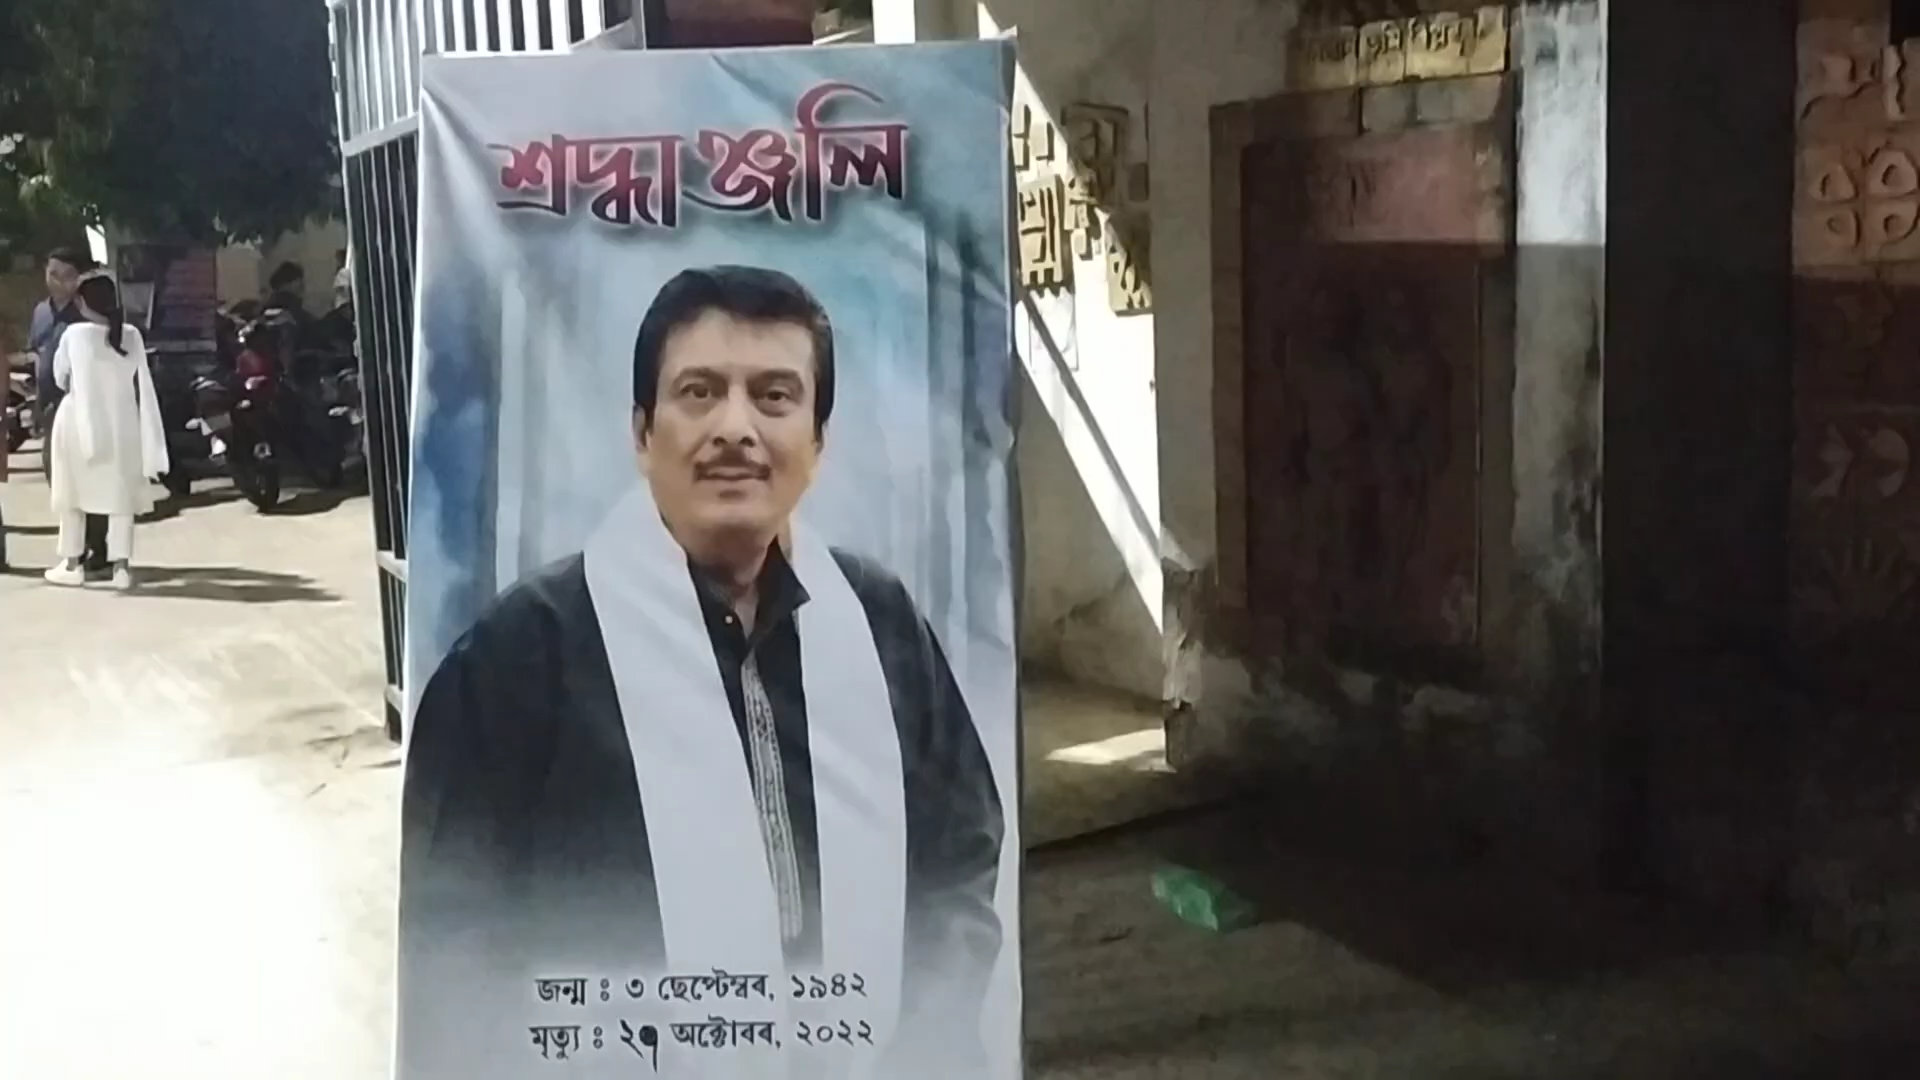 শ্ৰদ্ধাঞ্জলি
জন্ম : ৩ ছেপ্টেম্বৰ, ১৯৪২
মৃত্যু : ২৭ অক্টোবৰ, ২০২২